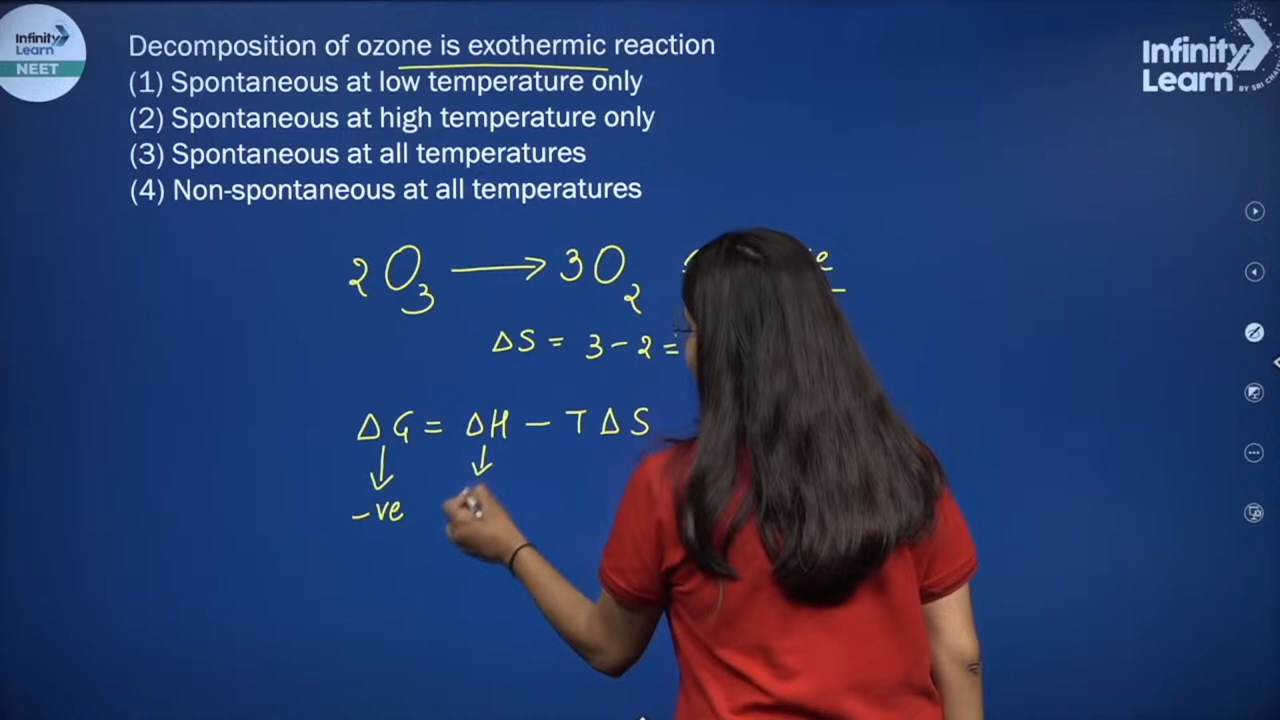 Infinity
Learn
NEET
Infinity
Learn
BY SRI
Decomposition of ozone is exothermic reaction
(1) Spontaneous at low temperature only
(2) Spontaneous at high temperature only
(3) Spontaneous at all temperatures
(4) Non-spontaneous at all temperatures
2O₃ → 3O₂
ΔS = 3 - 2 =
ΔG = ΔH - TΔS
↓ ↓
-ve